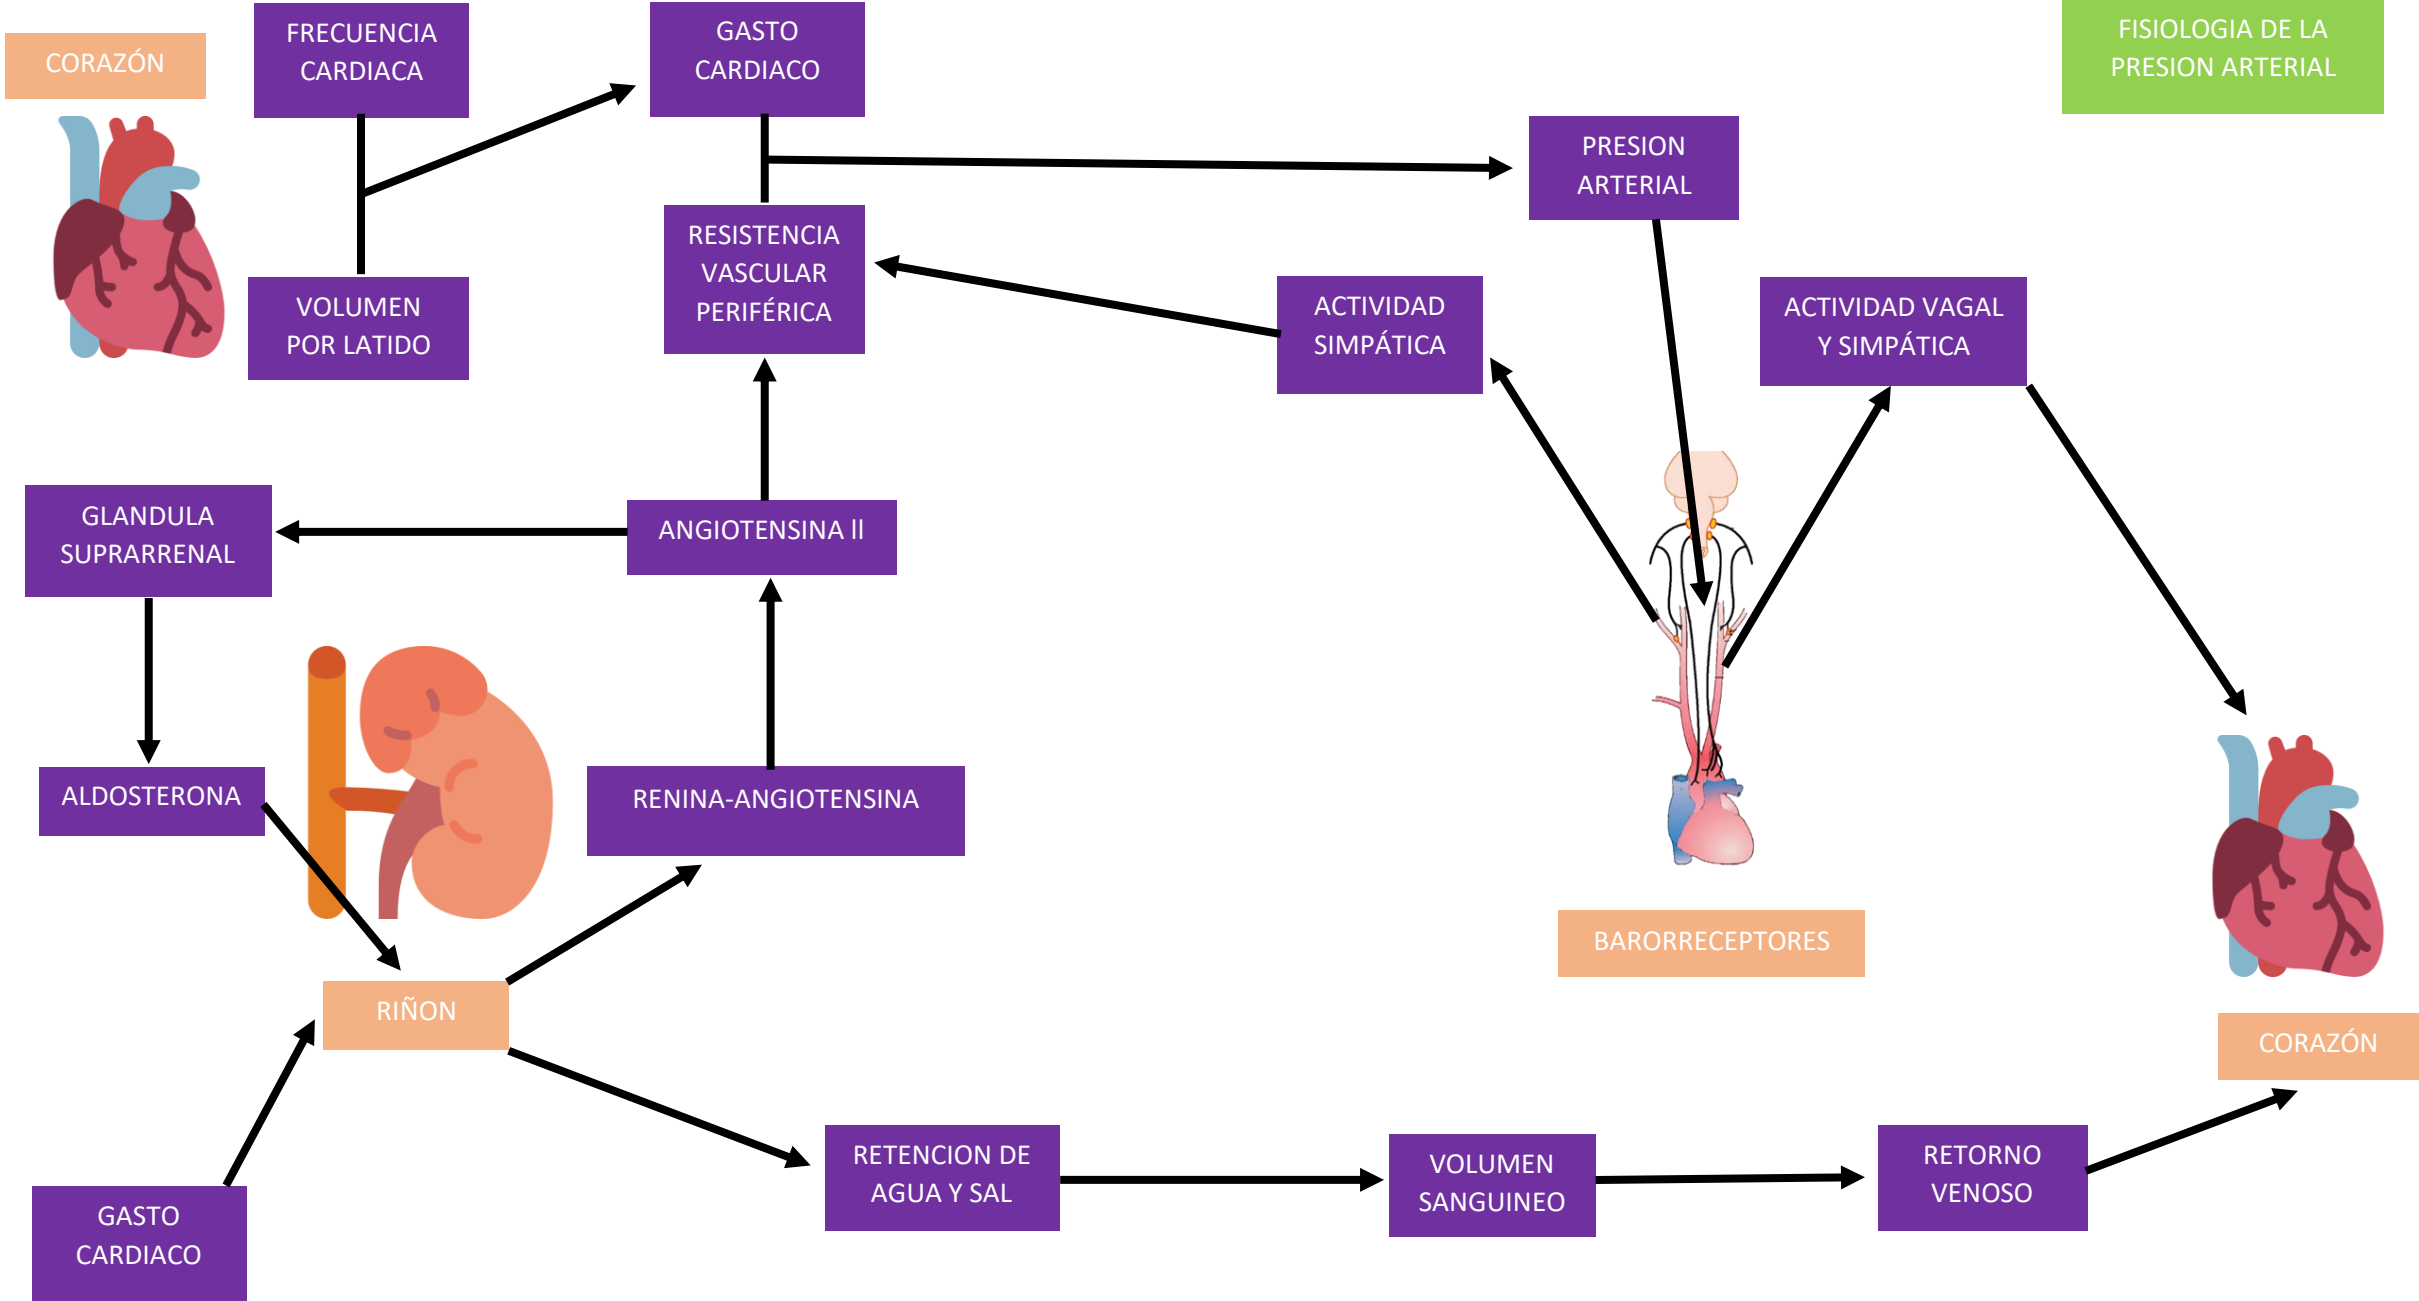 CORAZÓN
FRECUENCIA
CARDIACA
GASTO
CARDIACO
FISIOLOGIA DE LA
PRESION ARTERIAL
PRESION
ARTERIAL
RESISTENCIA
VASCULAR
PERIFÉRICA
VOLUMEN
POR LATIDO
ACTIVIDAD
SIMPÁTICA
ACTIVIDAD VAGAL
Y SIMPÁTICA
GLANDULA
SUPRARRENAL
ANGIOTENSINA ll
ALDOSTERONA
RENINA-ANGIOTENSINA
BARORRECEPTORES
RIÑON
CORAZÓN
RETENCION DE
AGUA Y SAL
VOLUMEN
SANGUINEO
RETORNO
VENOSO
GASTO
CARDIACO